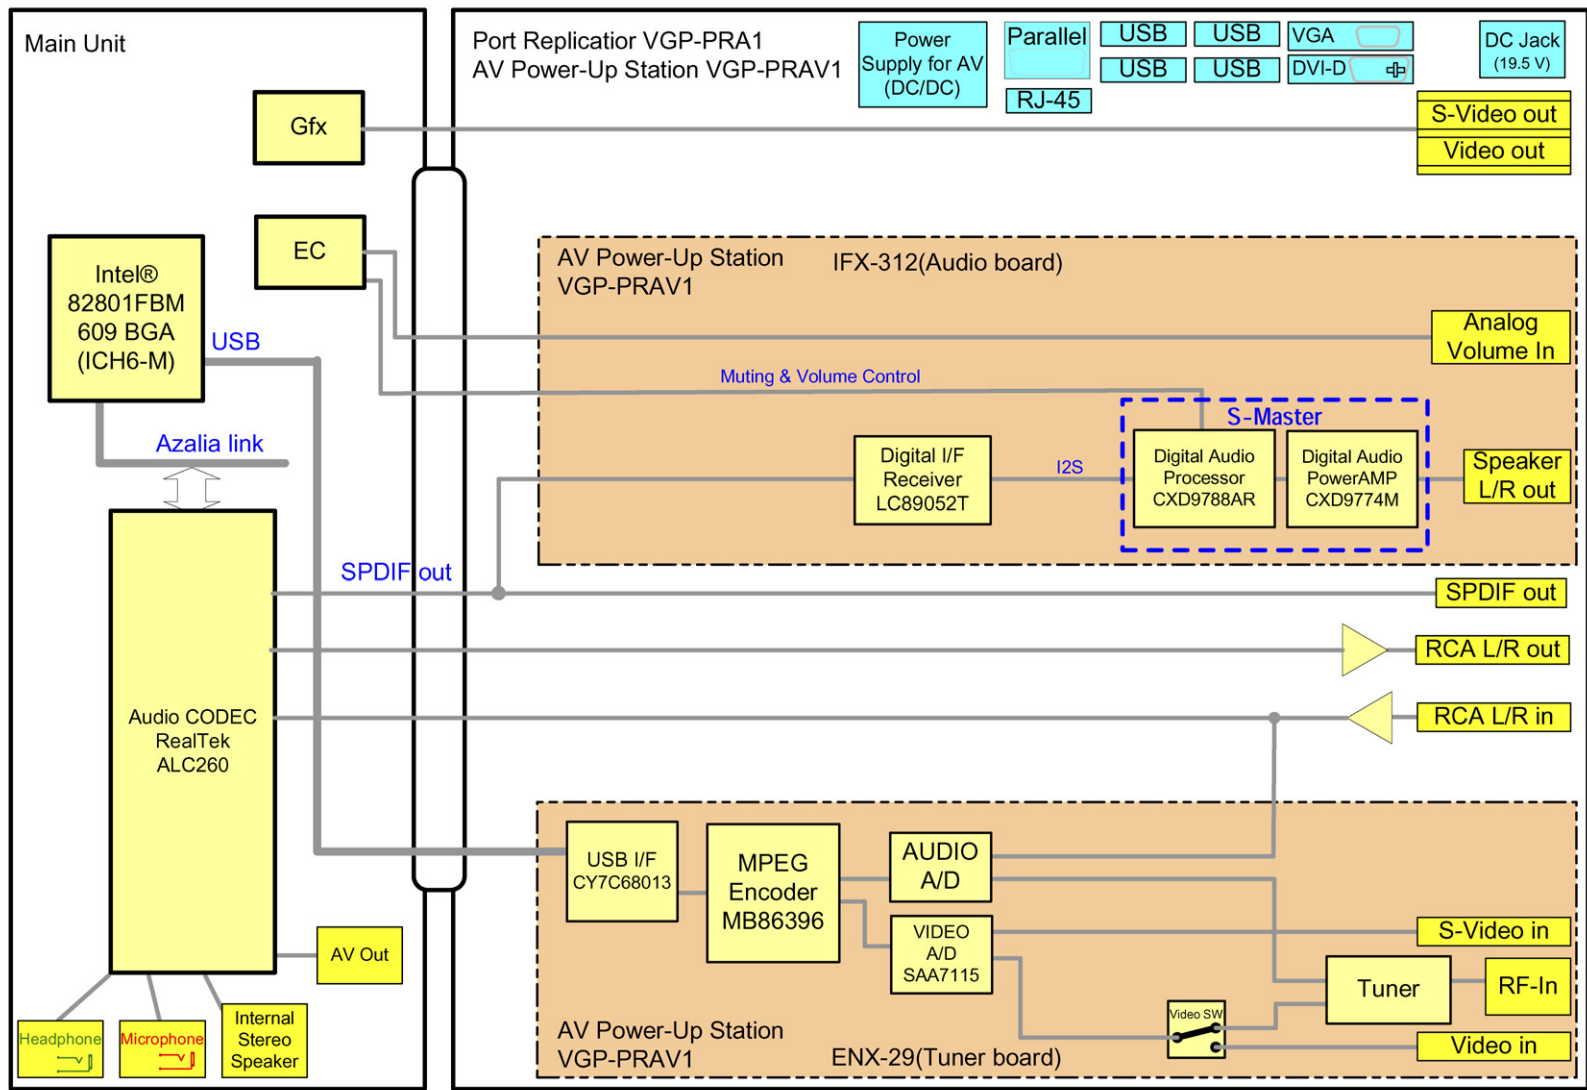 Main Unit
Port Replicatior VGP-PRA1
AV Power-Up Station VGP-PRAV1
Power
Supply for AV
(DC/DC)
Parallel
RJ-45
USB
USB
USB
USB
VGA
DVI-D
DC Jack
(19.5 V)
S-Video out
Video out
Gfx
EC
Intel®
82801FBM
609 BGA
(ICH6-M)
USB
Azalia link
AV Power-Up Station
VGP-PRAV1
IFX-312(Audio board)
Analog
Volume In
Muting & Volume Control
S-Master
Digital I/F
Receiver
LC89052T
I2S
Digital Audio
Processor
CXD9788AR
Digital Audio
PowerAMP
CXD9774M
Speaker
L/R out
SPDIF out
SPDIF out
RCA L/R out
RCA L/R in
Audio CODEC
RealTek
ALC260
USB I/F
CY7C68013
MPEG
Encoder
MB86396
AUDIO
A/D
VIDEO
A/D
SAA7115
S-Video in
Tuner
RF-In
Video SW
Video in
AV Power-Up Station
VGP-PRAV1
ENX-29(Tuner board)
AV Out
Headphone
Microphone
Internal
Stereo
Speaker